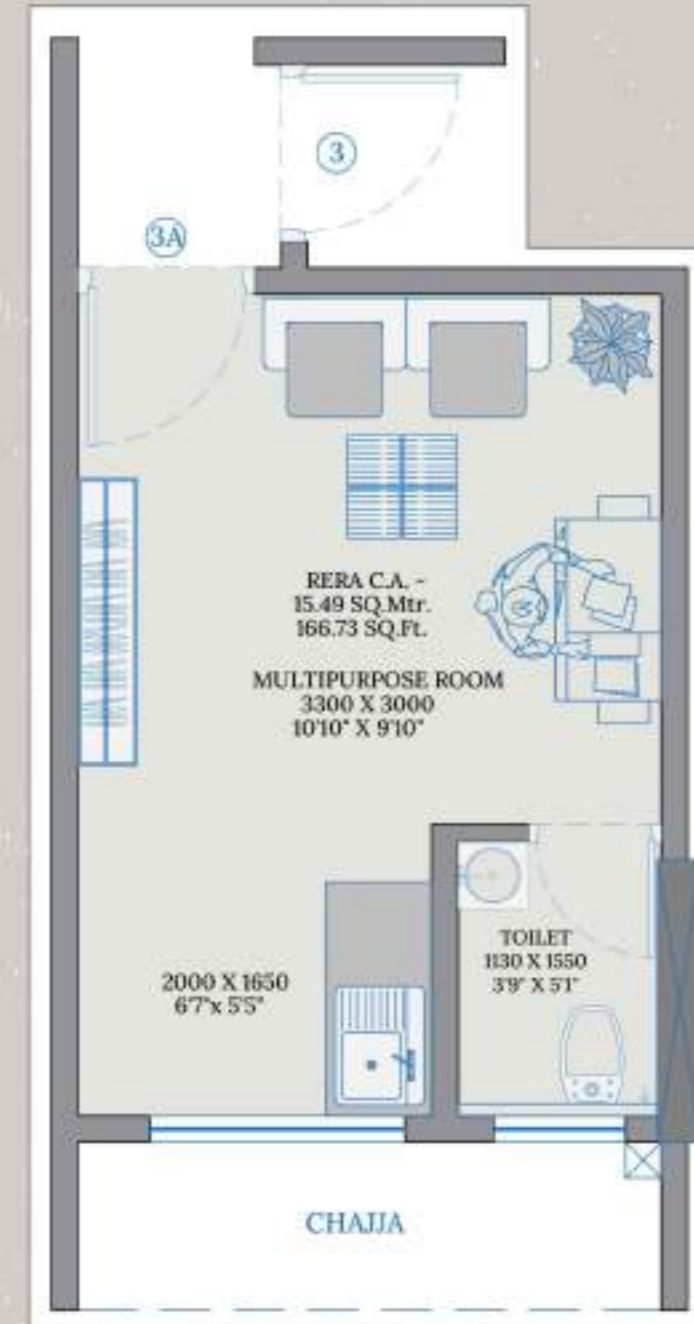 3
3A
RERA C.A. -
15.49 SQ.Mtr.
166.73 SQ.Ft.
MULTIPURPOSE ROOM
3300 X 3000
10'10" X 9'10"
TOILET
1130 X 1550
3'9" X 5'1"
2000 X 1650
6'7"x 5'5"
CHAJJA